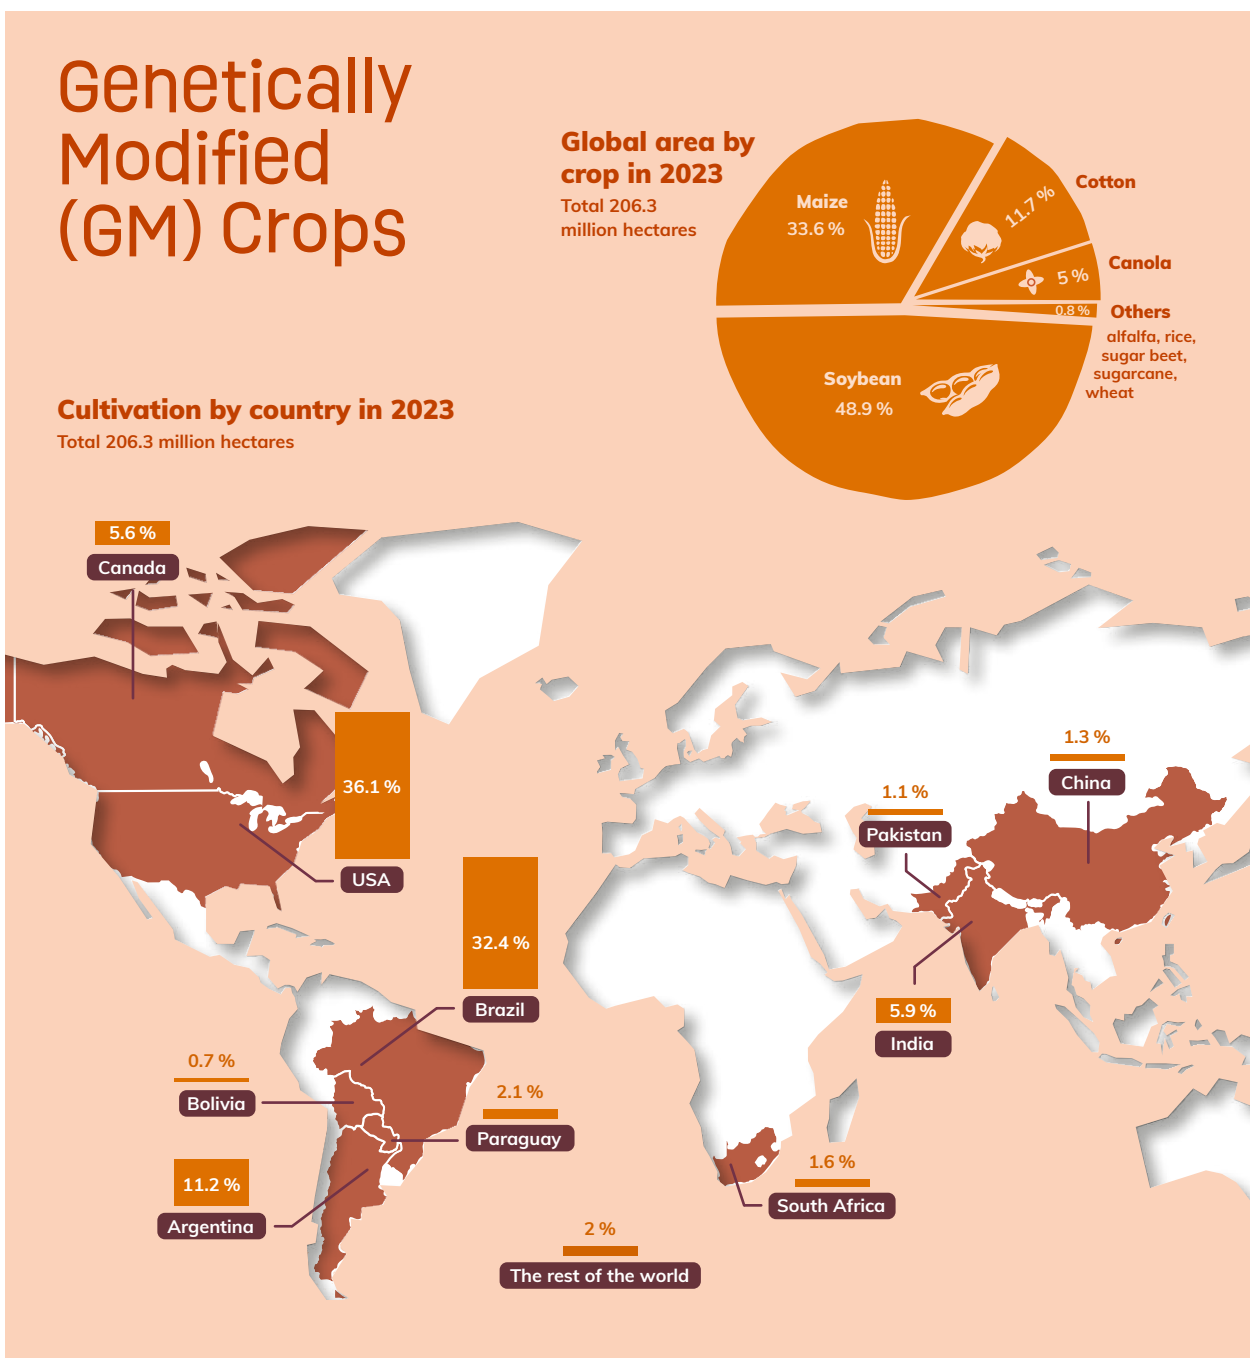 Genetically
Modified
(GM) Crops
Global area by
crop in 2023
Total 206.3
million hectares
Maize
33.6 %
11.7 %
Cotton
5 %
Canola
0.8 %
Others
alfalfa, rice,
sugar beet,
sugarcane,
wheat
Soybean
48.9 %
Cultivation by country in 2023
Total 206.3 million hectares
5.6 %
Canada
36.1 %
USA
32.4 %
Brazil
0.7 %
Bolivia
2.1 %
Paraguay
11.2 %
Argentina
1.3 %
China
1.1 %
Pakistan
5.9 %
India
1.6 %
South Africa
2 %
The rest of the world